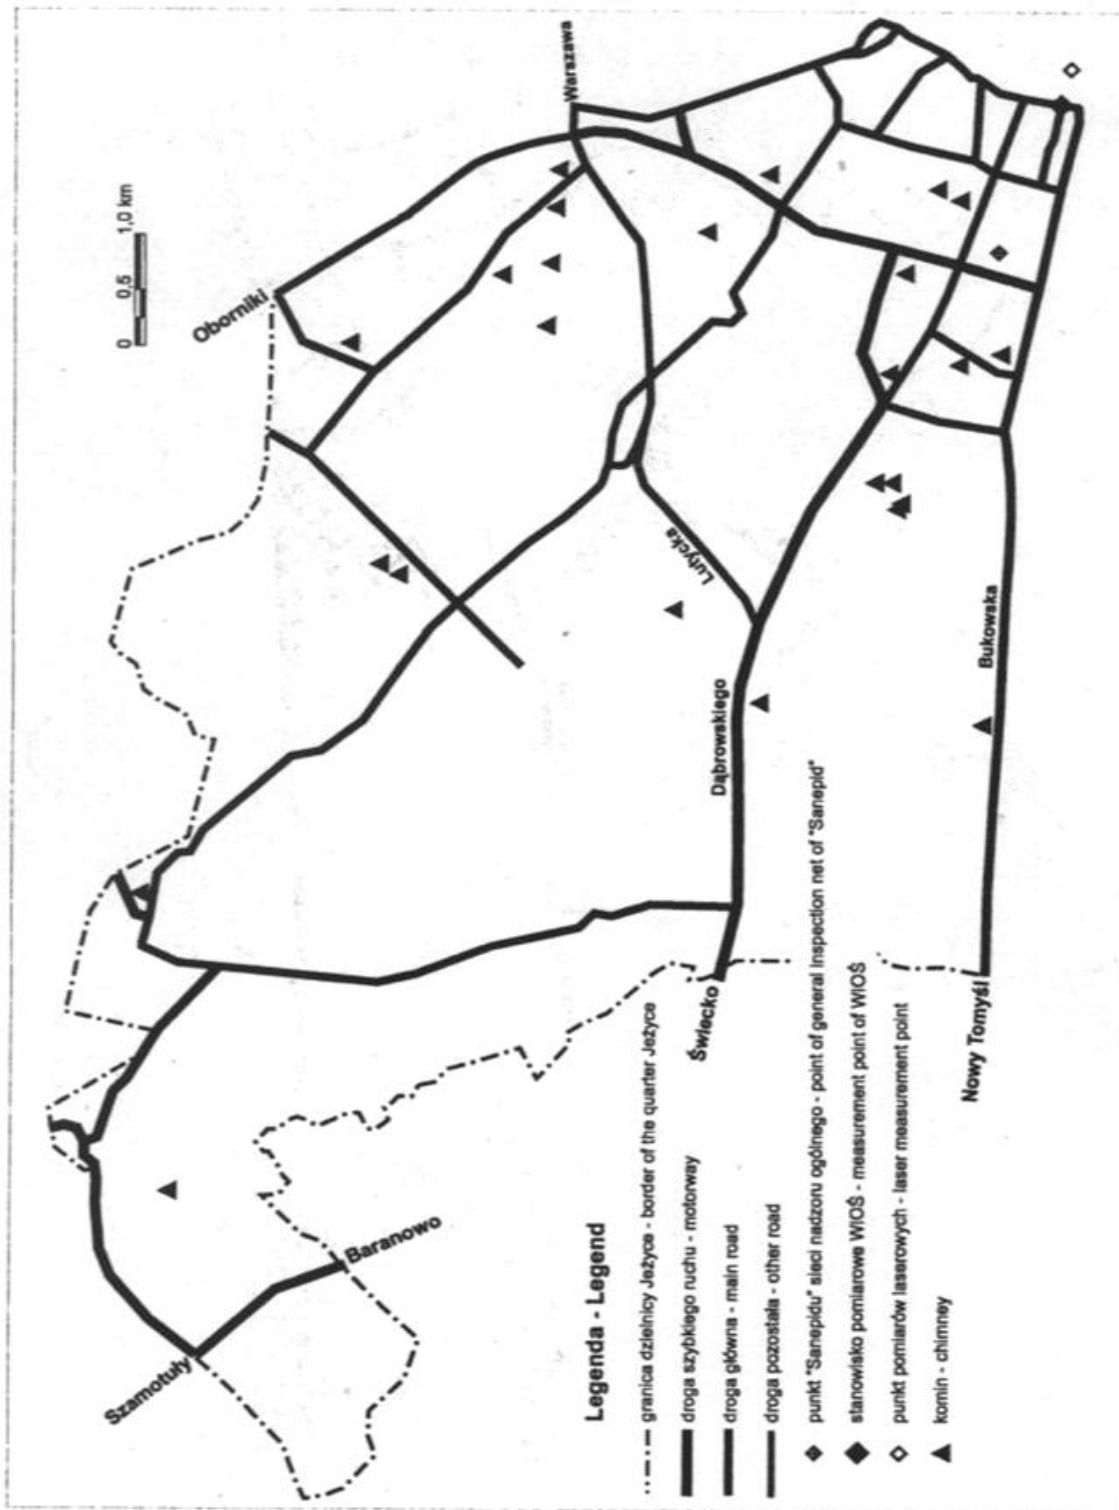 Szamotuły
Baranowo
Oborniki
0 0,5 1,0 km
Warszawa
Lutycka
Dąbrowskiego
Świecko
Bukowska
Nowy Tomyśl
Legenda - Legend
granica dzielnicy Jeżyce - border of the quarter Jeżyce
droga szybkiego ruchu - motorway
droga główna - main road
droga pozostała - other road
punkt "Sanepidu" sieci nadzoru ogólnego - point of general inspection net of "Sanepid"
stanowisko pomiarowe WIOŚ - measurement point of WIOŚ
punkt pomiarów laserowych - laser measurement point
komin - chimney